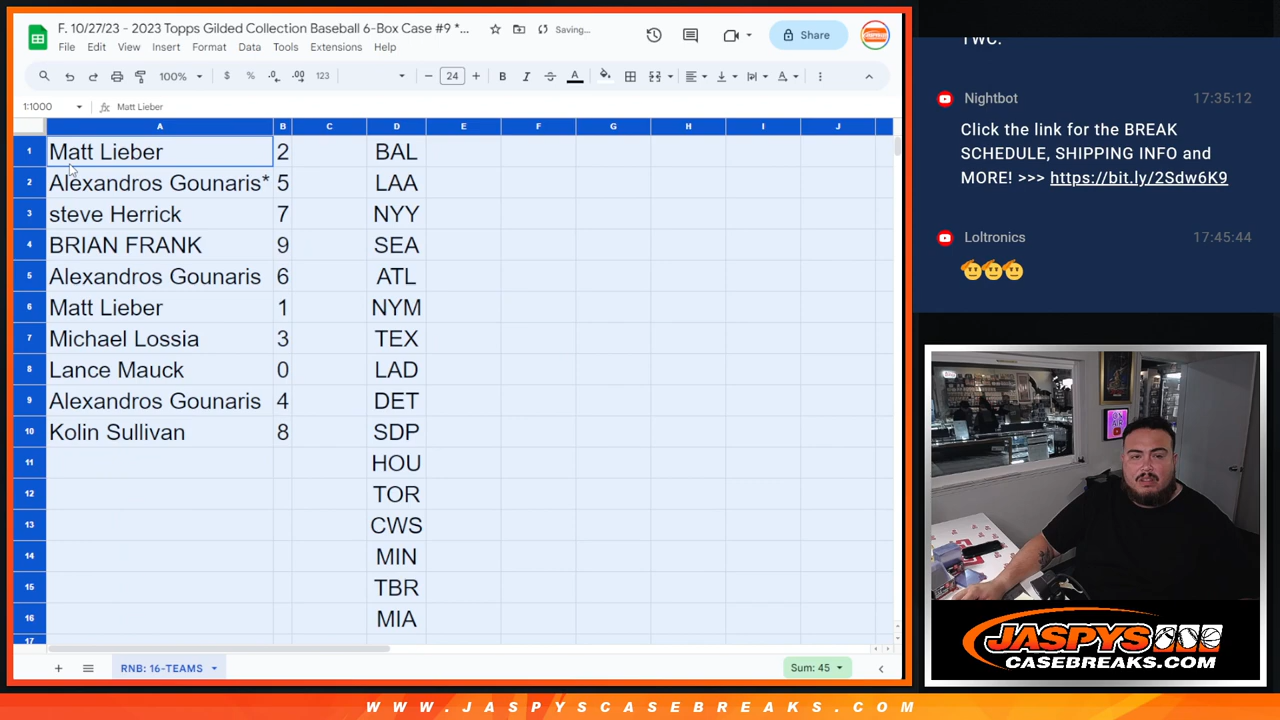 F. 10/27/23 - 2023 Topps Gilded Collection Baseball 6-Box Case #9 *...
Saving...
File Edit View Insert Format Data Tools Extensions Help
Share
100% $ % .0 .00 123 24 B I A
1:1000 Matt Lieber
A B C D E F G H I J
1 Matt Lieber 2 BAL
2 Alexandros Gounaris* 5 LAA
3 steve Herrick 7 NYY
4 BRIAN FRANK 9 SEA
5 Alexandros Gounaris 6 ATL
6 Matt Lieber 1 NYM
7 Michael Lossia 3 TEX
8 Lance Mauck 0 LAD
9 Alexandros Gounaris 4 DET
10 Kolin Sullivan 8 SDP
11 HOU
12 TOR
13 CWS
14 MIN
15 TBR
16 MIA
17
RNB: 16-TEAMS
Sum: 45
TWC.
Nightbot 17:35:12
Click the link for the BREAK
SCHEDULE, SHIPPING INFO and
MORE! >>> https://bit.ly/2Sdw6K9
Loltronics 17:45:44
JASPYS
CASEBREAKS.COM
WWW.JASPYSCASEBREAKS.COM